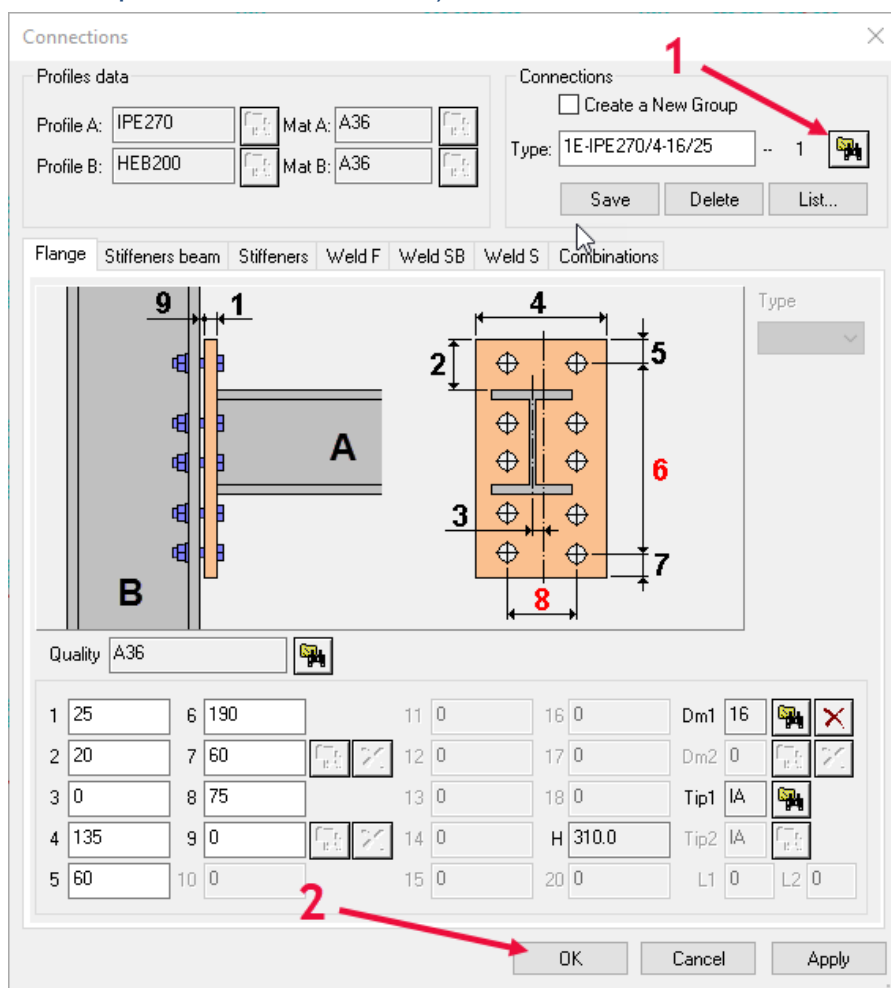 Connections
Profiles data
Profile A: IPE270 Mat A: A36
Profile B: HEB200 Mat B: A36
Connections
Create a New Group
Type: 1E-IPE270/4-16/25 -- 1
Save Delete List...
1
Flange Stiffeners beam Stiffeners Weld F Weld SB Weld S Combinations
9 1
A
B
4
2 5
6
3
7
8
Type
Quality A36
1 25 6 190 11 0 16 0 Dm1 16
2 20 7 60 12 0 17 0 Dm2 0
3 0 8 75 13 0 18 0 Tip1 IA
4 135 9 0 14 0 H 310.0 Tip2 IA
5 60 10 0 15 0 20 0 L1 0 L2 0
2
OK Cancel Apply